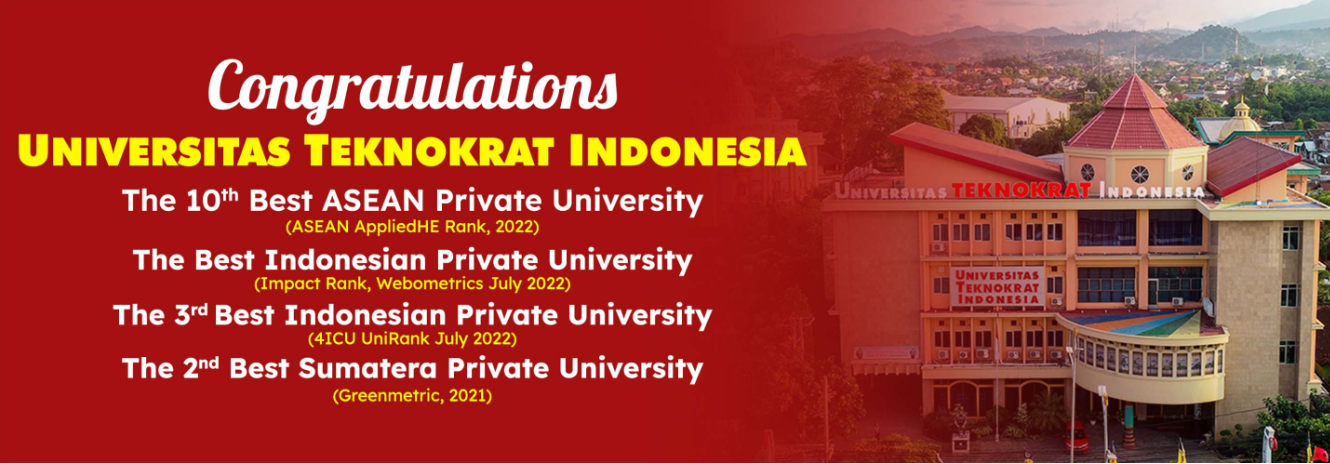 Congratulations
UNIVERSITAS TEKNOKRAT INDONESIA
The 10th Best ASEAN Private University
(ASEAN AppliedHE Rank, 2022)
The Best Indonesian Private University
(Impact Rank, Webometrics July 2022)
The 3rd Best Indonesian Private University
(4ICU UniRank July 2022)
The 2nd Best Sumatera Private University
(Greenmetric, 2021)
UNIVERSITAS TEKNOKRAT INDONESIA
UNIVERSITAS
TEKNOKRAT
INDONESIA